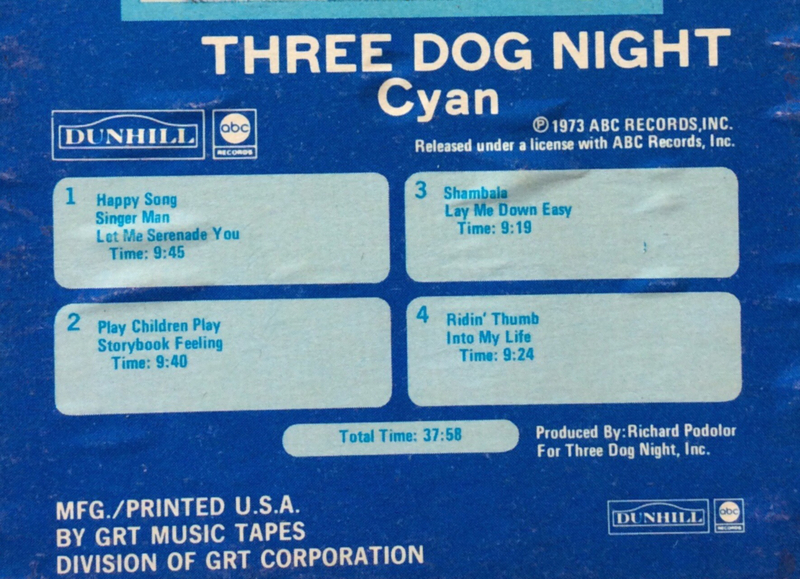 THREE DOG NIGHT
Cyan
DUNHILL
abc
RECORDS
Ⓟ 1973 ABC RECORDS, INC.
Released under a license with ABC Records, Inc.
1
Happy Song
Singer Man
Let Me Serenade You
Time: 9:45
2
Play Children Play
Storybook Feeling
Time: 9:40
3
Shambala
Lay Me Down Easy
Time: 9:19
4
Ridin' Thumb
Into My Life
Time: 9:24
Total Time: 37:58
Produced By: Richard Podolor
For Three Dog Night, Inc.
MFG./PRINTED U.S.A.
BY GRT MUSIC TAPES
DIVISION OF GRT CORPORATION
DUNHILL
abc
RECORDS